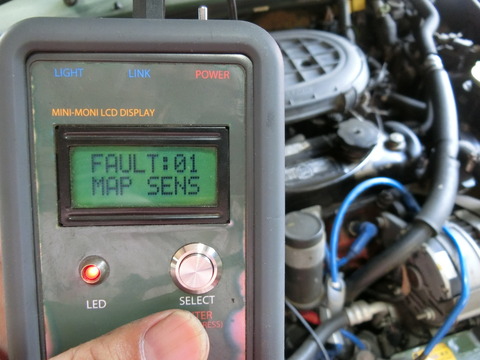 LIGHT LINK POWER
MINI-MONI LCD DISPLAY
FAULT:01
MAP SENS
LED
SELECT